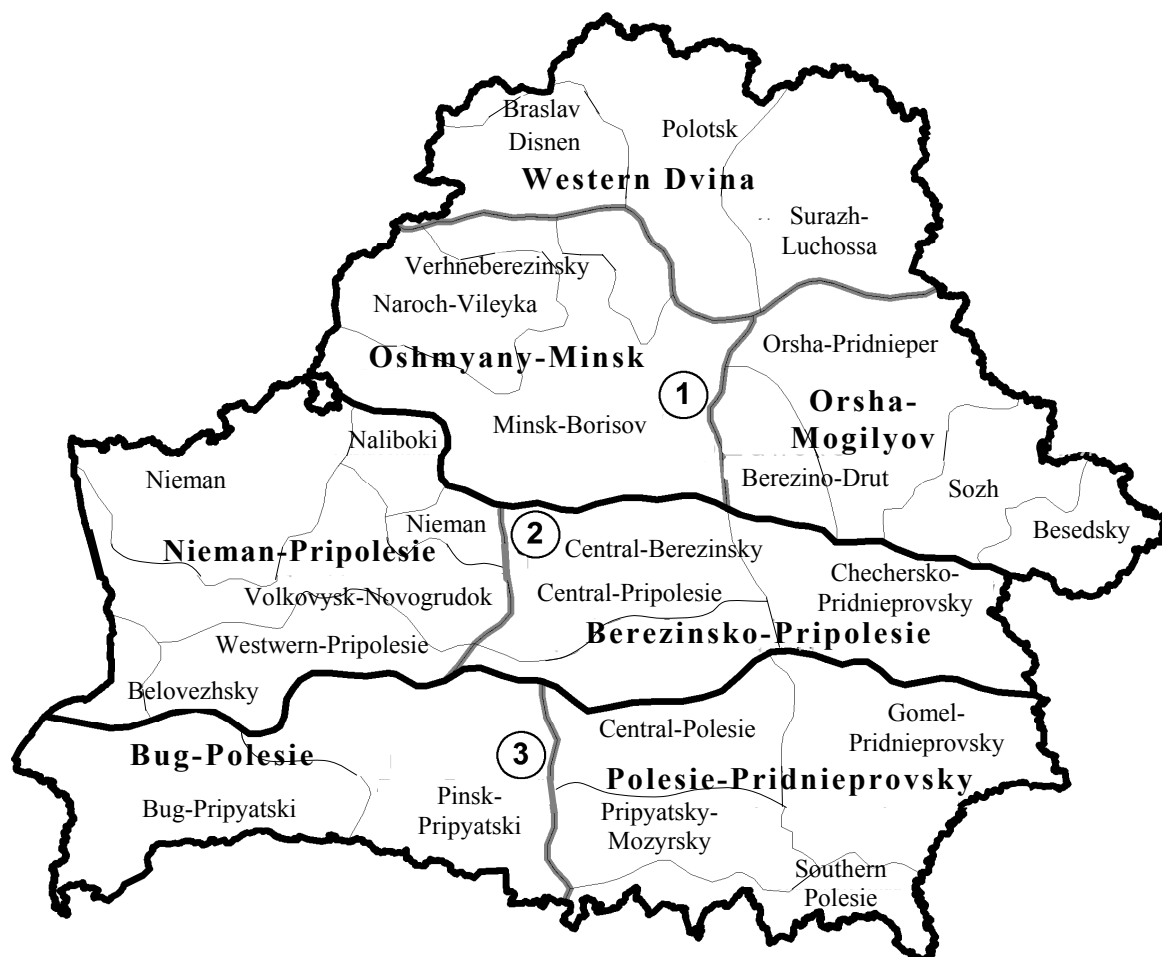 Braslav
Disnen
Polotsk
Western Dvina
Surazh-
Luchossa
Verhneberezinsky
Naroch-Vileyka
Oshmyany-Minsk
Orsha-Pridnieper
1
Orsha-
Mogilyov
Minsk-Borisov
Naliboki
Nieman
Berezino-Drut
Sozh
Besedsky
Nieman
2
Nieman-Pripolesie
Central-Berezinsky
Chechersko-
Pridnieprovsky
Volkovysk-Novogrudok
Central-Pripolesie
Westwern-Pripolesie
Berezinsko-Pripolesie
Belovezhsky
Bug-Polesie
3
Central-Polesie
Gomel-
Pridnieprovsky
Polesie-Pridnieprovsky
Bug-Pripyatski
Pinsk-
Pripyatski
Pripyatsky-
Mozyrsky
Southern
Polesie